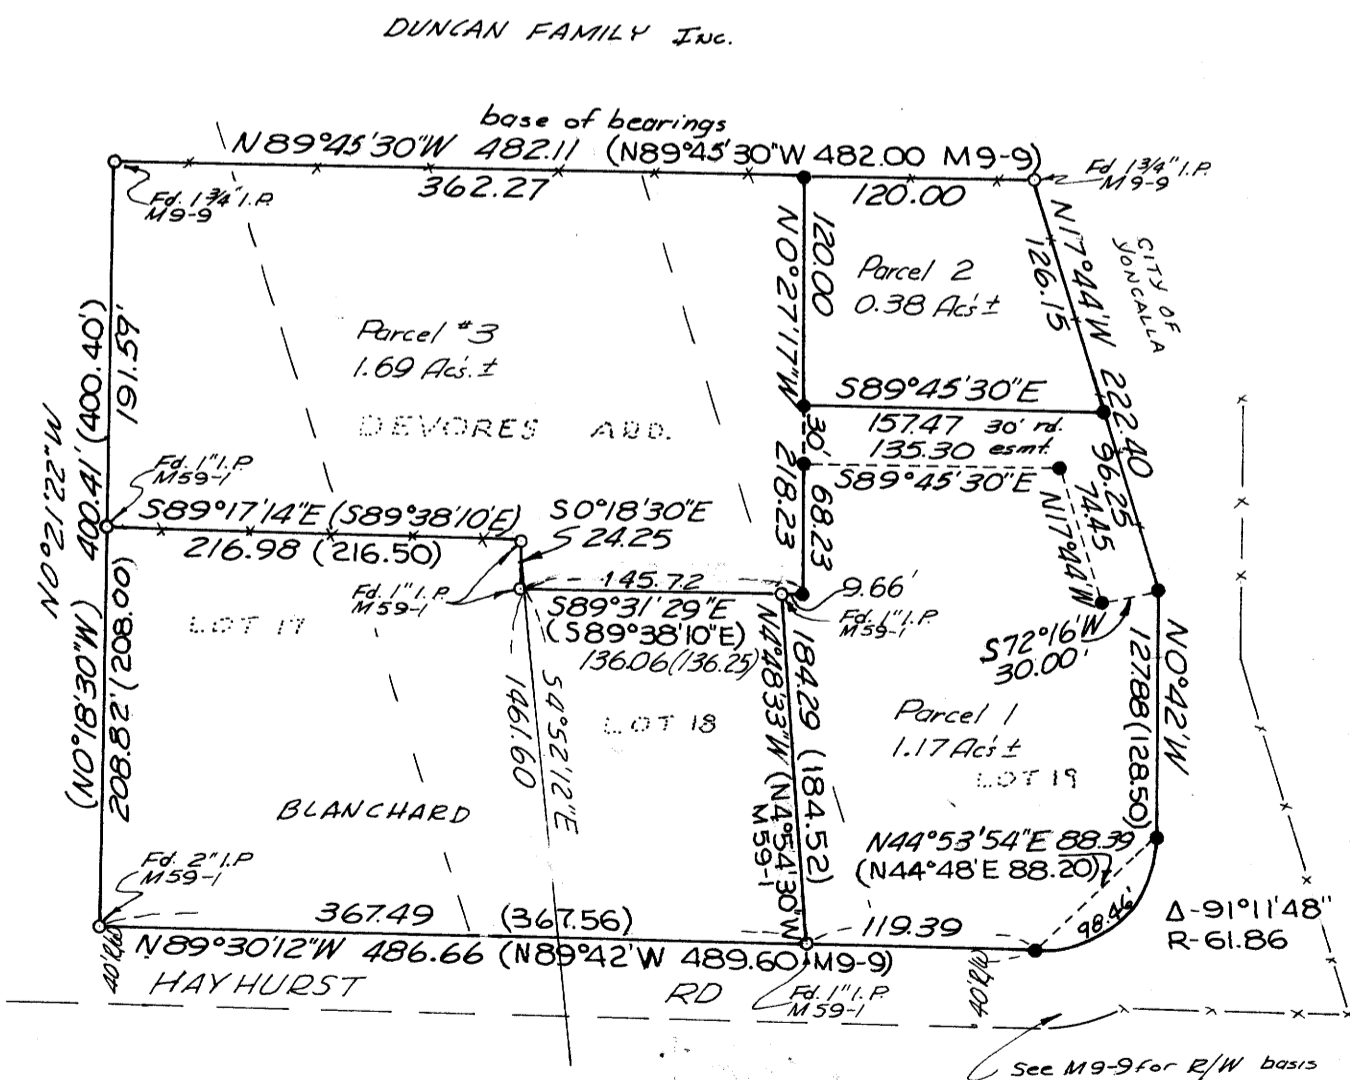 DUNCAN FAMILY INC.
base of bearings
N89°45'30"W 482.11 (N89°45'30"W 482.00 M9-9)
362.27
120.00
Fd. 1 3/4" I.P.
M9-9
Fd. 1 3/4" I.P.
M9-9
N17°44'W 222.40
126.15
96.25
CITY OF
YONCALLA
N0°27'17"W 218.23
120.00
30'
68.23
Parcel 2
0.38 Ac's ±
Parcel #3
1.69 Ac's. ±
DEVORES ADD.
S89°45'30"E
157.47 30' rd.
135.30 esmt.
S89°45'30"E
74.45
N17°44'W
N0°12'22"W 400.41' (400.40')
191.59'
Fd. 1" I.P.
M59-1
S89°17'14"E (S89°38'10"E)
216.98 (216.50)
S0°18'30"E
24.25
Fd. 1" I.P.
M59-1
145.72
S89°31'29"E
(S89°38'10"E)
136.06 (136.25)
9.66'
Fd. 1" I.P.
M59-1
S72°16'W
30.00'
(N0°18'30"W)
208.82' (208.00)
LOT 17
LOT 18
S4°52'12"E
1461.60
N4°48'33"W (N4°54'30"W
M59-1
184.29 (184.52)
Parcel 1
1.17 Ac's ±
LOT 19
N0°42'W
127.88 (128.50)
BLANCHARD
N44°53'54"E 88.39
(N44°48'E 88.20)
98.46'
Δ-91°11'48"
R-61.86
Fd. 2" I.P.
M59-1
367.49 (367.56)
119.39
N89°30'12"W 486.66 (N89°42'W 489.60 M9-9)
HAYHURST RD
Fd. 1" I.P.
M59-1
See M9-9 for R/W basis